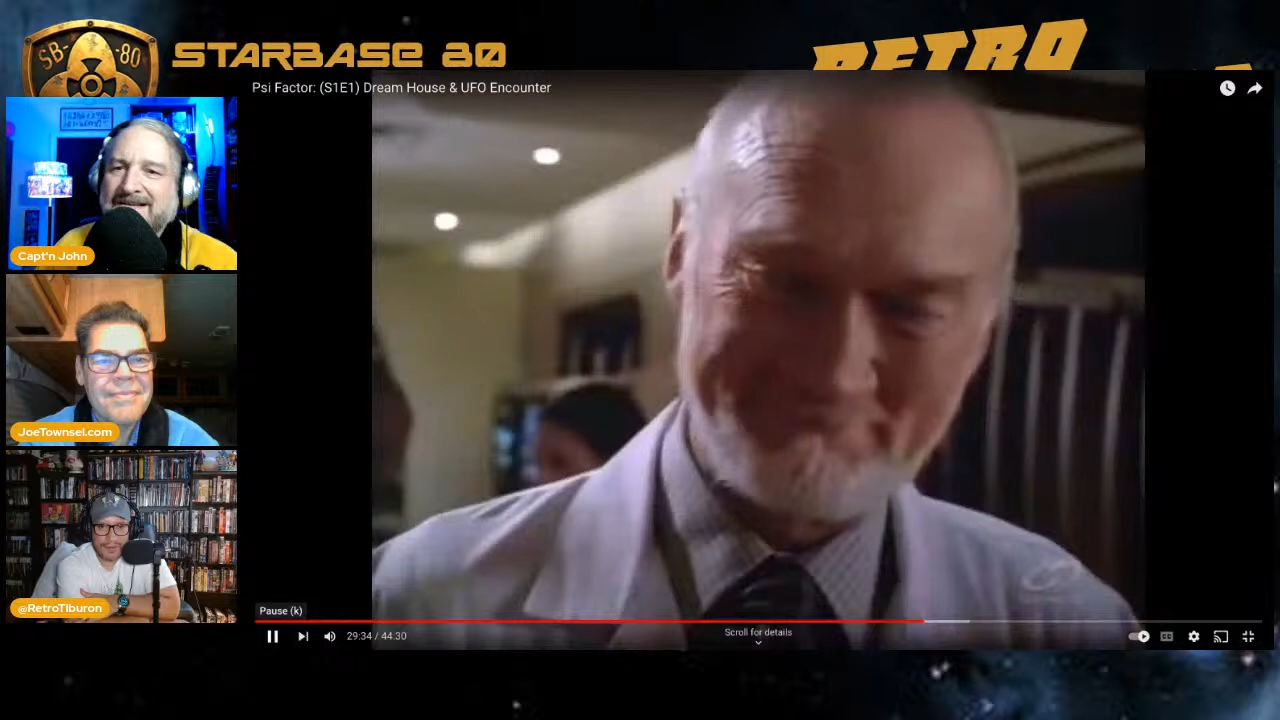 SB-80
STARBASE 80
RETRO
Psi Factor: (S1E1) Dream House & UFO Encounter
Capt'n John
JoeTownsel.com
@RetroTiburon
Pause (k)
29:34 / 44:30
Scroll for details
CC